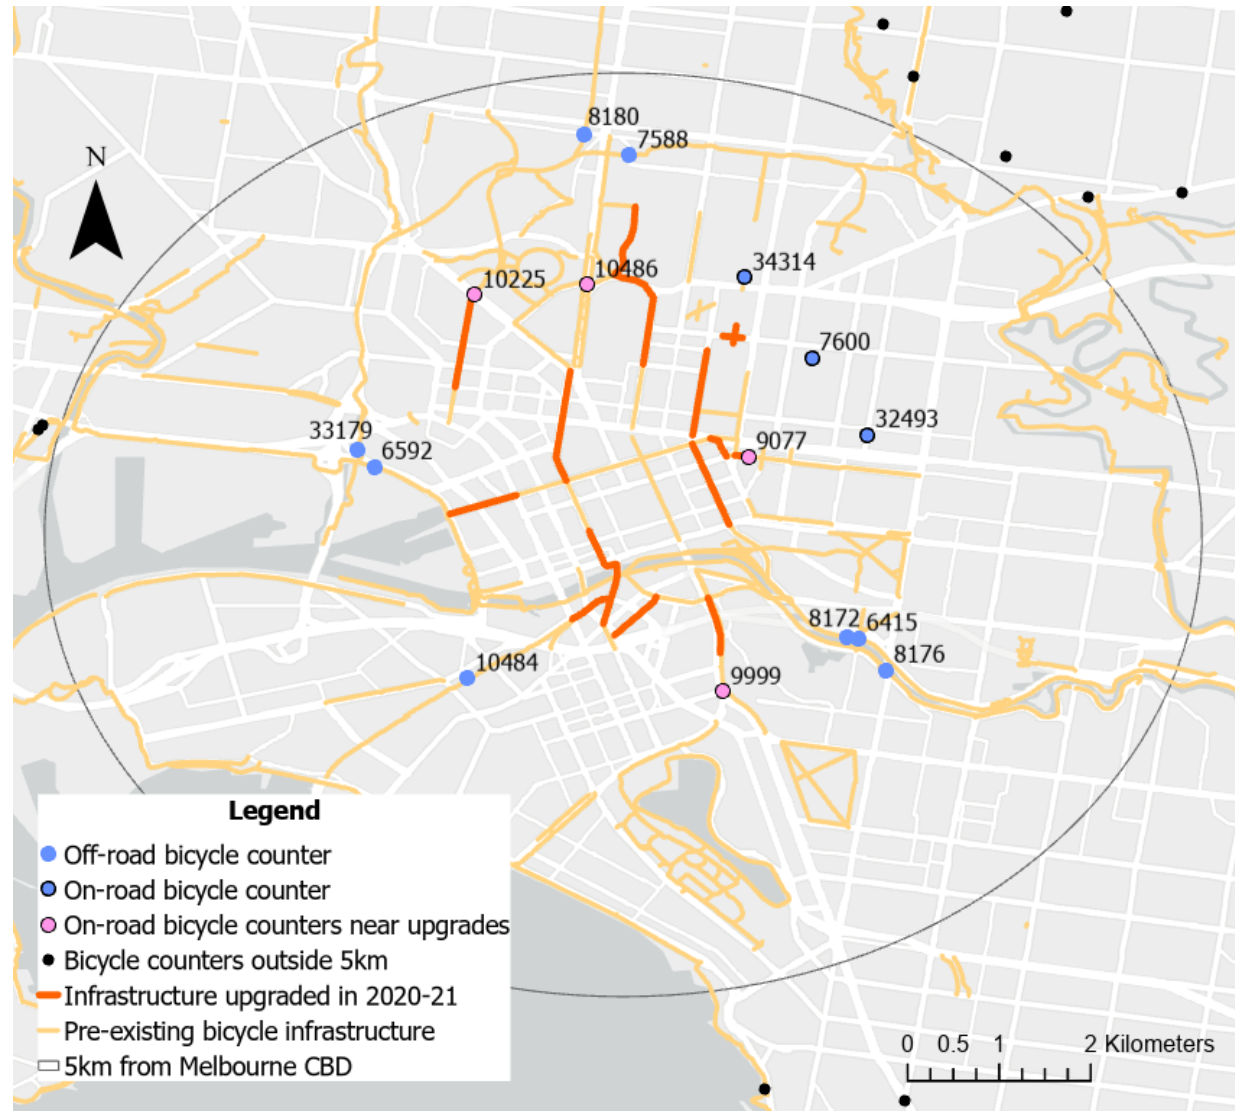 8180
7588
N
34314
10486
10225
7600
32493
33179
9077
6592
8172
6415
8176
10484
9999
Legend
Off-road bicycle counter
On-road bicycle counter
On-road bicycle counters near upgrades
Bicycle counters outside 5km
Infrastructure upgraded in 2020-21
Pre-existing bicycle infrastructure
5km from Melbourne CBD
0 0.5 1 2 Kilometers